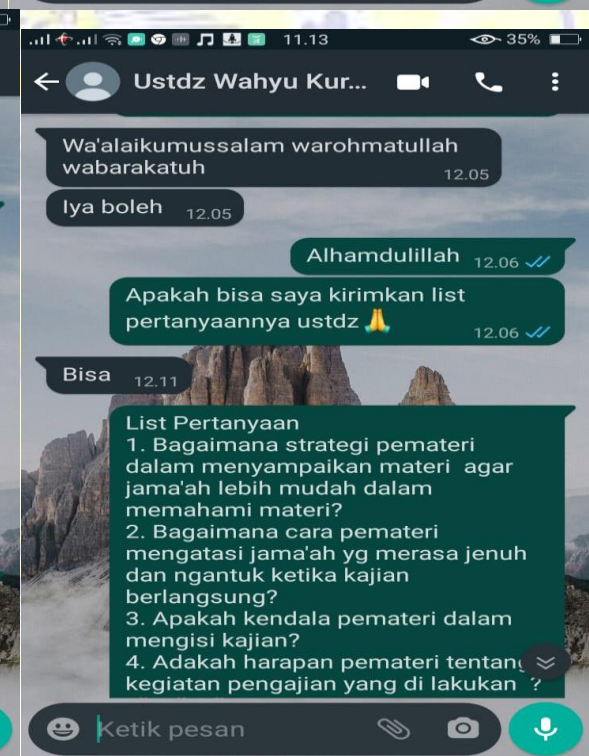 11.13
35%
Ustdz Wahyu Kur...
Wa'alaikumussalam warohmatullah
wabarakatuh
12.05
Iya boleh 12.05
Alhamdulillah 12.06
Apakah bisa saya kirimkan list
pertanyaannya ustdz 🙏
12.06
Bisa 12.11
List Pertanyaan
1. Bagaimana strategi pemateri
dalam menyampaikan materi agar
jama'ah lebih mudah dalam
memahami materi?
2. Bagaimana cara pemateri
mengatasi jama'ah yg merasa jenuh
dan ngantuk ketika kajian
berlangsung?
3. Apakah kendala pemateri dalam
mengisi kajian?
4. Adakah harapan pemateri tentang
kegiatan pengajian yang di lakukan ?
Ketik pesan